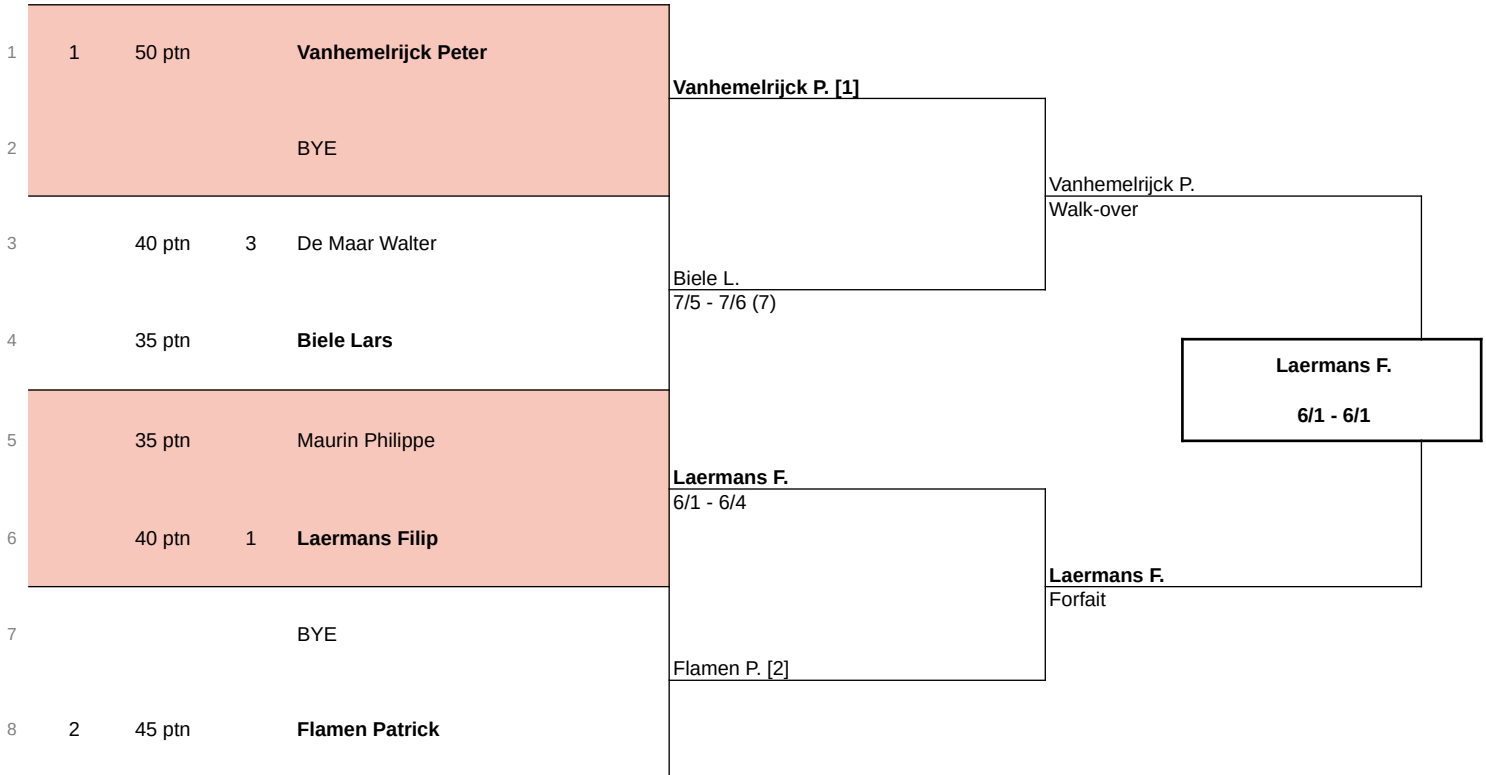 1 1 50 ptn Vanhemelrijck Peter
Vanhemelrijck P. [1]
2 BYE
Vanhemelrijck P.
Walk-over
3 40 ptn 3 De Maar Walter
Biele L.
7/5 - 7/6 (7)
4 35 ptn Biele Lars
Laermans F.
6/1 - 6/1
5 35 ptn Maurin Philippe
Laermans F.
6/1 - 6/4
6 40 ptn 1 Laermans Filip
Laermans F.
Forfait
7 BYE
Flamen P. [2]
8 2 45 ptn Flamen Patrick